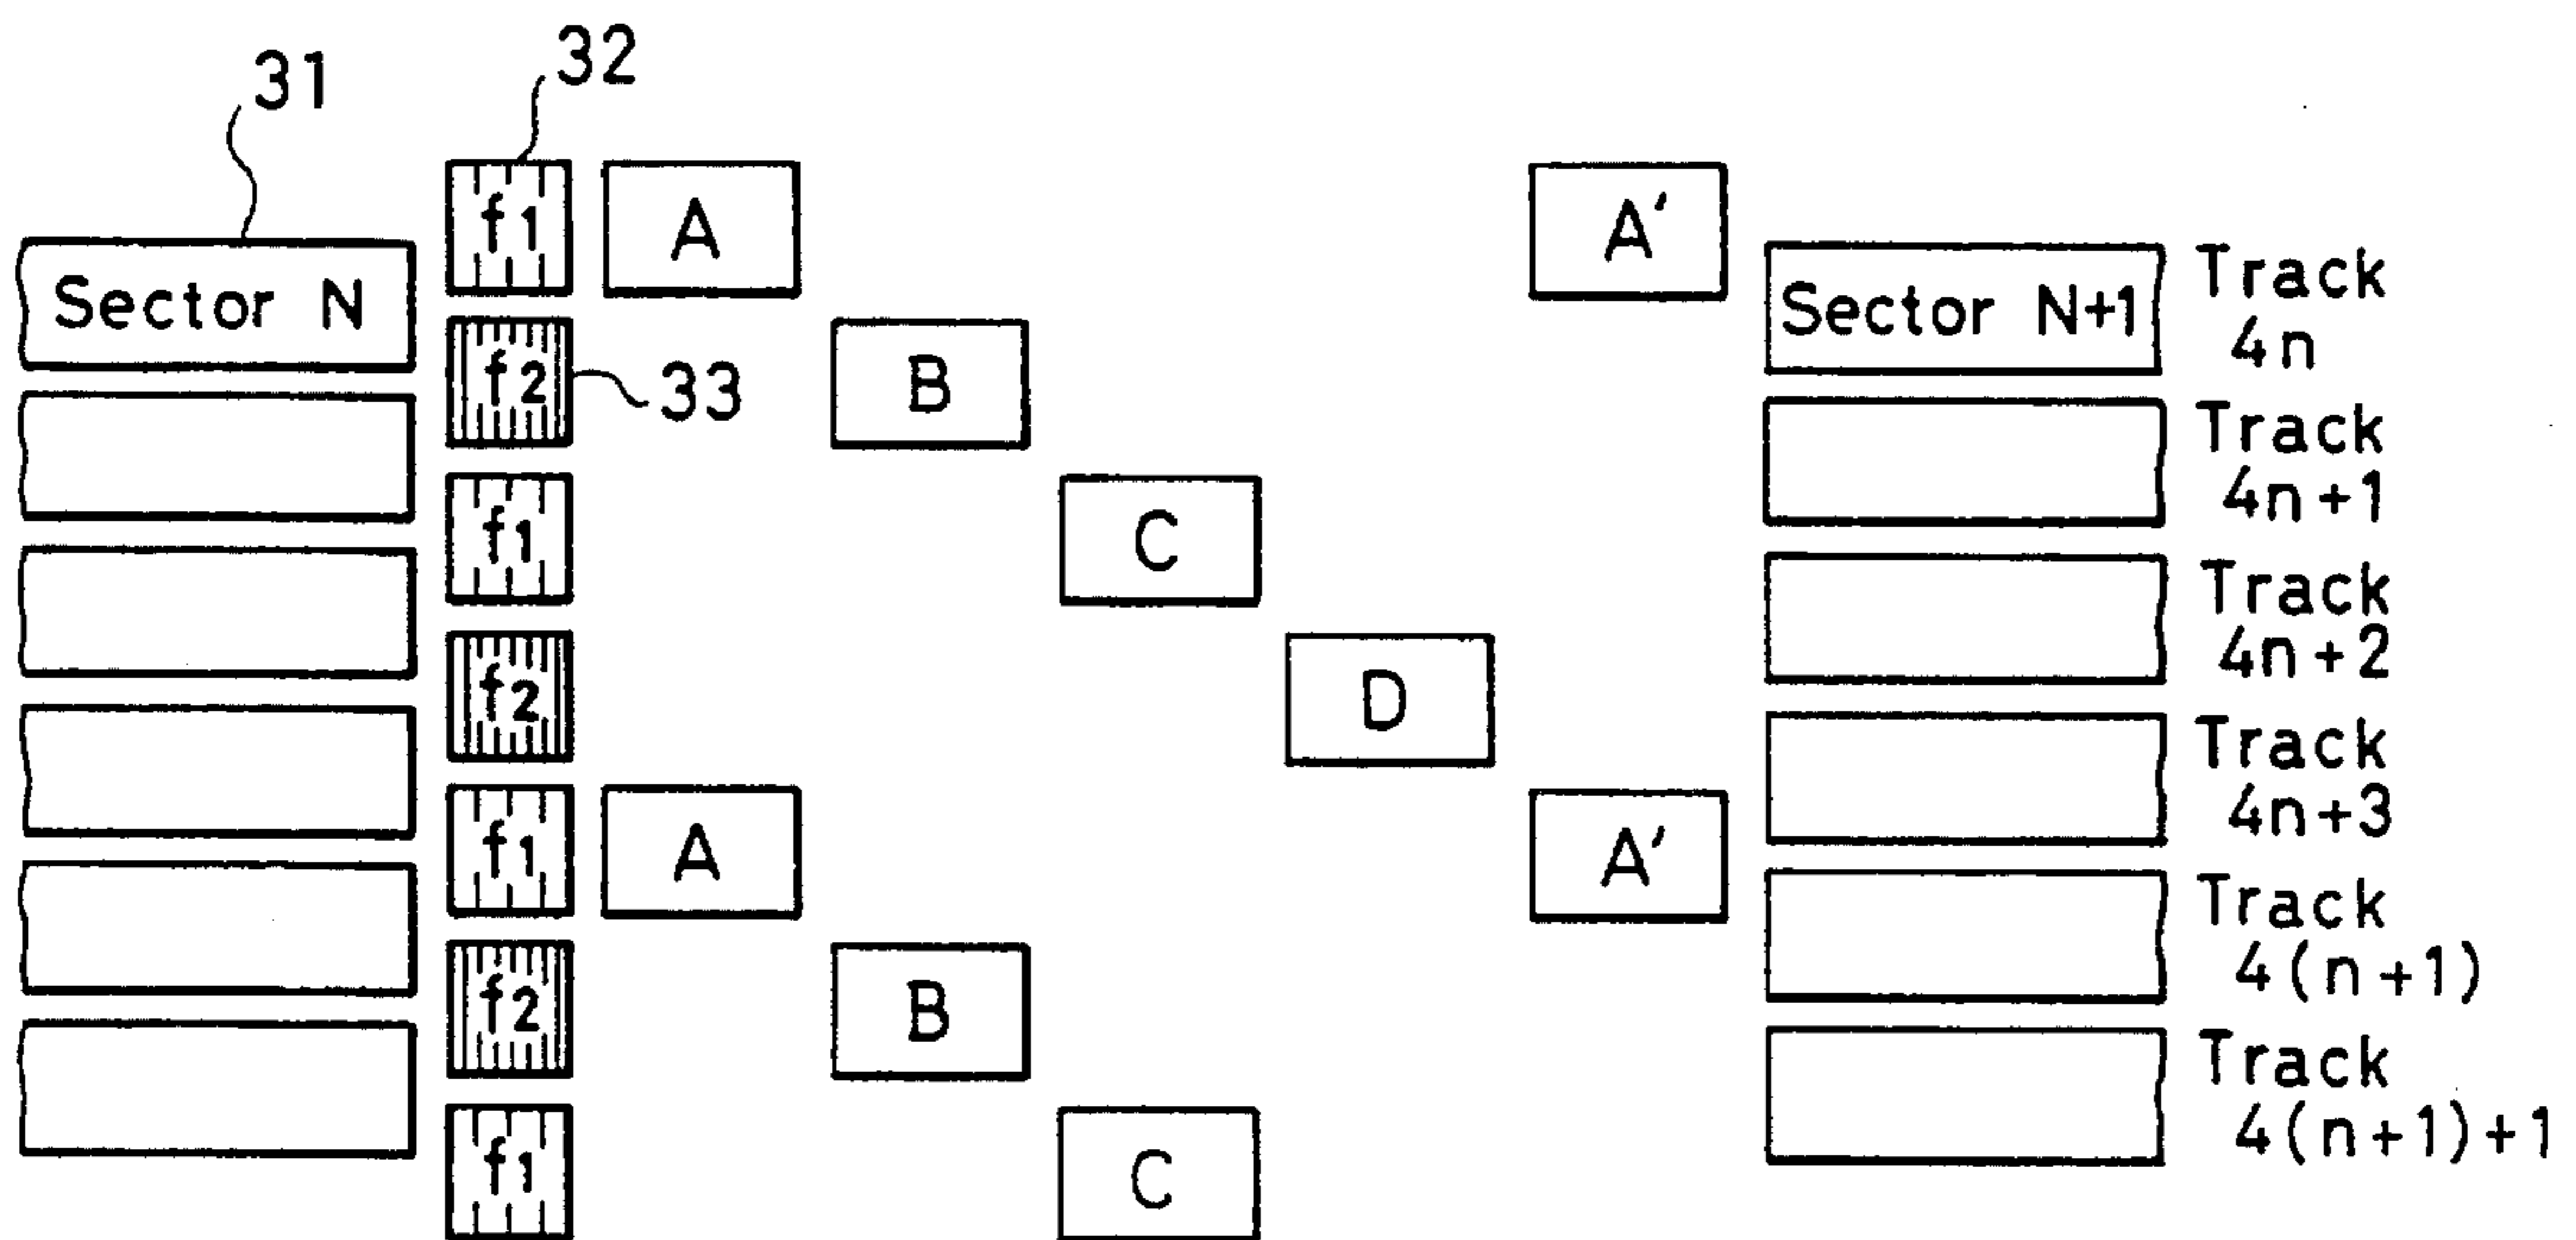 31
32
f1 A A′
Sector N Sector N+1 Track 4n
f2 33 B
Track 4n+1
f1 C
Track 4n+2
f2 D
Track 4n+3
f1 A A′
Track 4(n+1)
f2 B
Track 4(n+1)+1
f1 C